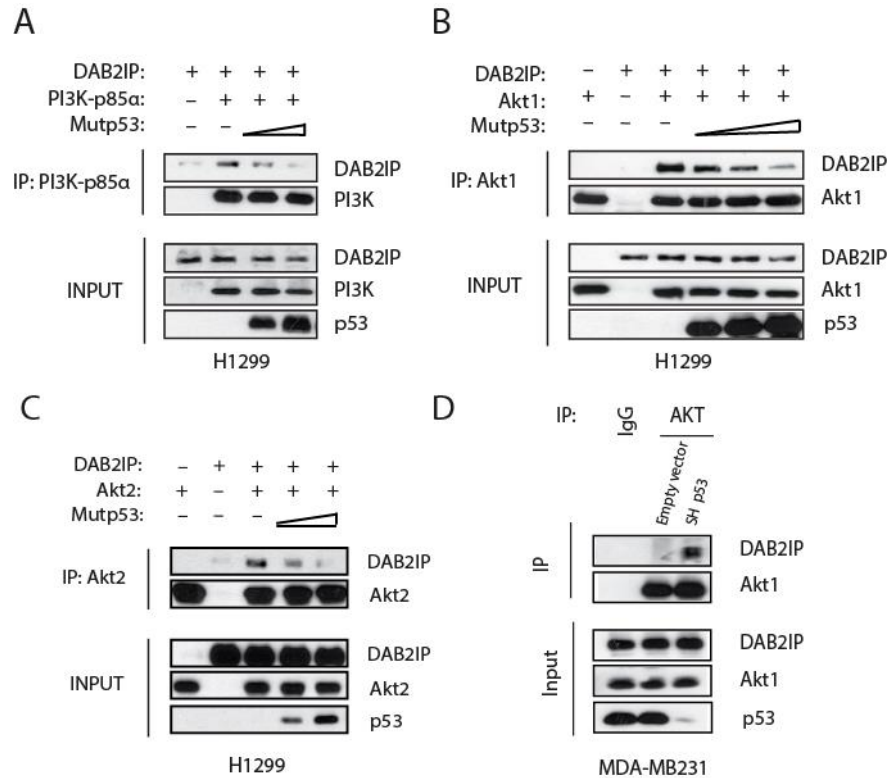 A
DAB2IP: + + + +
PI3K-p85α: – + + +
Mutp53: – –
IP: PI3K-p85α
DAB2IP
PI3K
INPUT
DAB2IP
PI3K
p53
H1299
B
DAB2IP: – + + + + +
Akt1: + – + + + +
Mutp53: – – –
IP: Akt1
DAB2IP
Akt1
INPUT
DAB2IP
Akt1
p53
H1299
C
DAB2IP: – + + + +
Akt2: + – + + +
Mutp53: – – –
IP: Akt2
DAB2IP
Akt2
INPUT
DAB2IP
Akt2
p53
H1299
D
IP: IgG AKT
Empty vector
SH p53
IP
DAB2IP
Akt1
Input
DAB2IP
Akt1
p53
MDA-MB231